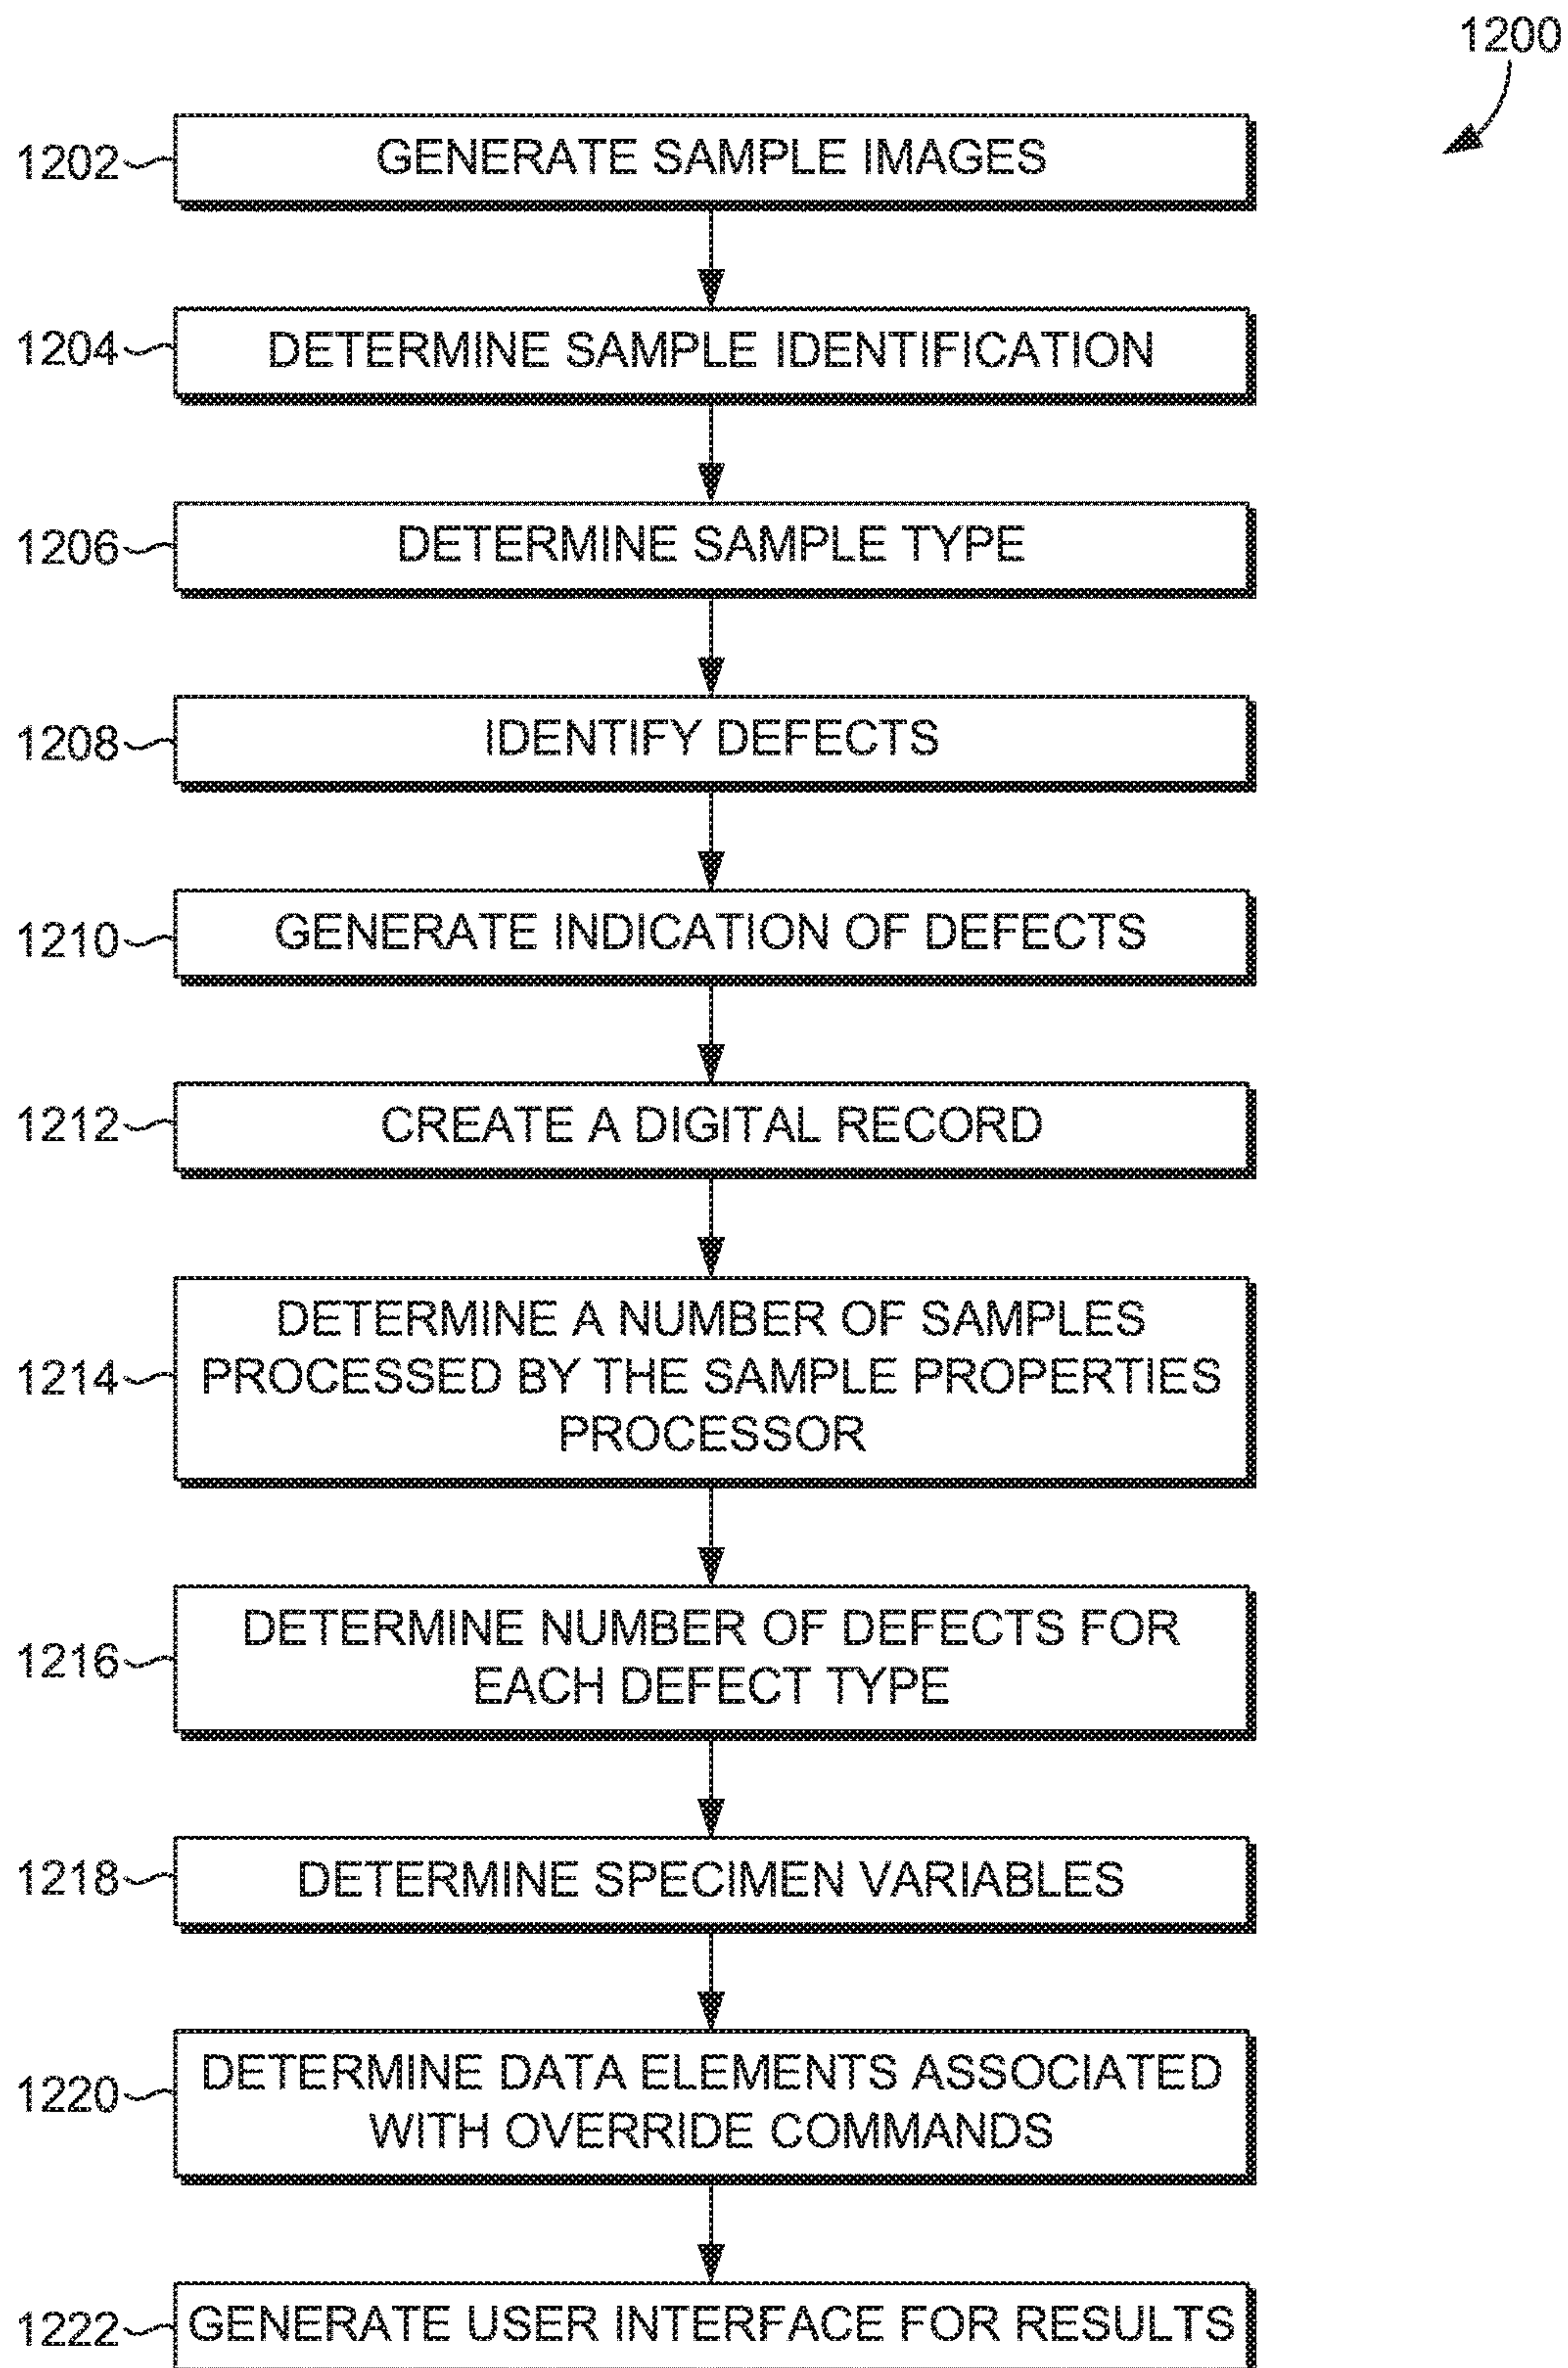 1200
1202
GENERATE SAMPLE IMAGES
1204
DETERMINE SAMPLE IDENTIFICATION
1206
DETERMINE SAMPLE TYPE
1208
IDENTIFY DEFECTS
1210
GENERATE INDICATION OF DEFECTS
1212
CREATE A DIGITAL RECORD
1214
DETERMINE A NUMBER OF SAMPLES
PROCESSED BY THE SAMPLE PROPERTIES
PROCESSOR
1216
DETERMINE NUMBER OF DEFECTS FOR
EACH DEFECT TYPE
1218
DETERMINE SPECIMEN VARIABLES
1220
DETERMINE DATA ELEMENTS ASSOCIATED
WITH OVERRIDE COMMANDS
1222
GENERATE USER INTERFACE FOR RESULTS